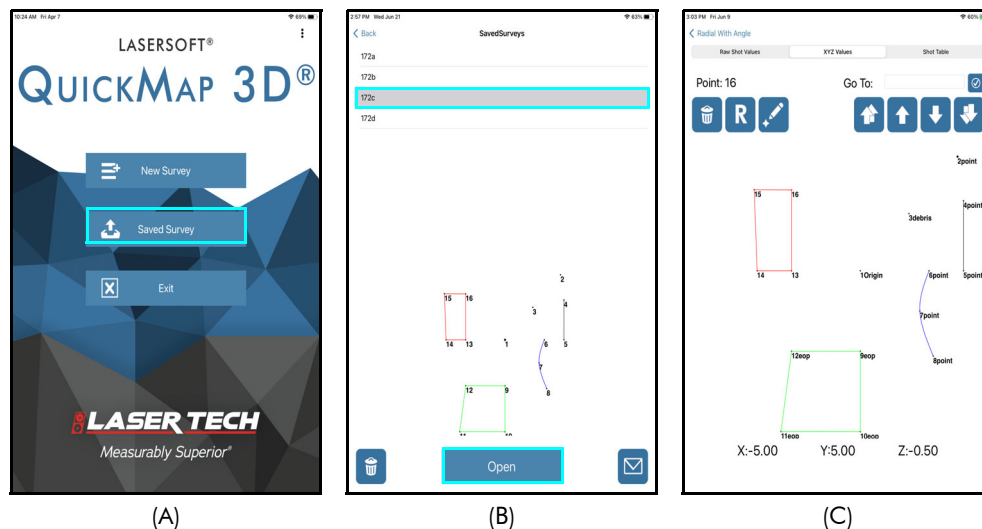 10:24 AM Fri Apr 7
69%
LASERSOFT®
QUICKMAP 3D®
New Survey
Saved Survey
Exit
LASER TECH
Measurably Superior®
(A)
2:57 PM Wed Jun 21
63%
Back
SavedSurveys
172a
172b
172c
172d
2
15 16
4
3
14 13 1 6 5
7
12 9 8
11 10
Open
(B)
3:03 PM Fri Jun 9
60%
Radial With Angle
Raw Shot Values XYZ Values Shot Table
Point: 16 Go To:
R
2point
15 16
4point
3debris
14 13 1Origin 6point 5point
7point
12eop 9eop 8point
11eop 10eop
X:-5.00 Y:5.00 Z:-0.50
(C)